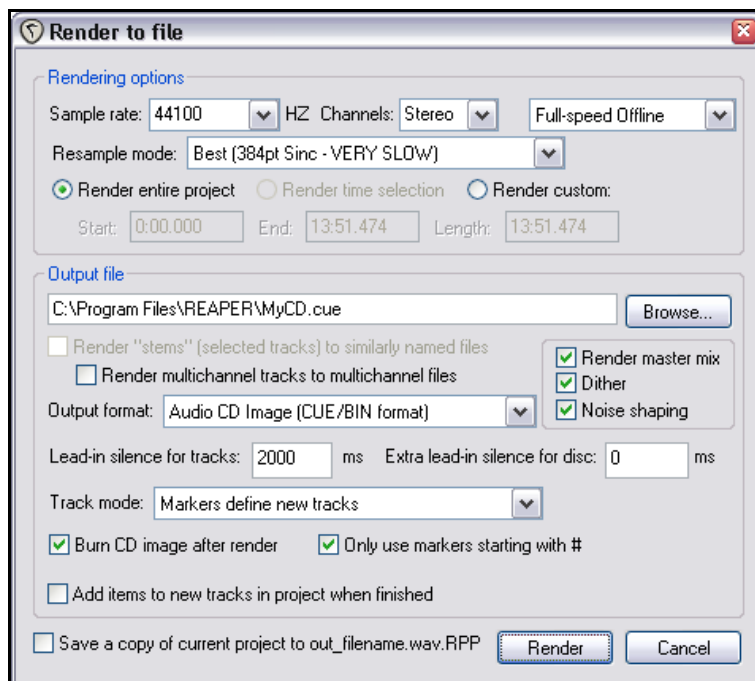 Render to file
Rendering options
Sample rate: 44100 HZ Channels: Stereo Full-speed Offline
Resample mode: Best (384pt Sinc - VERY SLOW)
Render entire project Render time selection Render custom:
Start: 0:00.000 End: 13:51.474 Length: 13:51.474
Output file
C:\Program Files\REAPER\MyCD.cue Browse...
Render "stems" (selected tracks) to similarly named files
Render master mix
Render multichannel tracks to multichannel files
Dither
Output format: Audio CD Image (CUE/BIN format)
Noise shaping
Lead-in silence for tracks: 2000 ms Extra lead-in silence for disc: 0 ms
Track mode: Markers define new tracks
Burn CD image after render Only use markers starting with #
Add items to new tracks in project when finished
Save a copy of current project to out_filename.wav.RPP Render Cancel